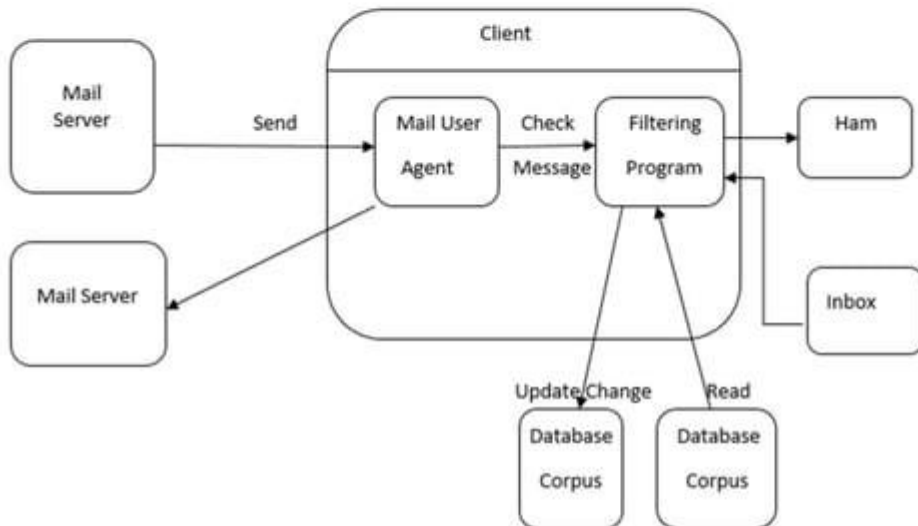 Client
Mail
Server
Send
Mail User
Agent
Check
Message
Filtering
Program
Ham
Mail Server
Inbox
Update Change
Read
Database
Corpus
Database
Corpus